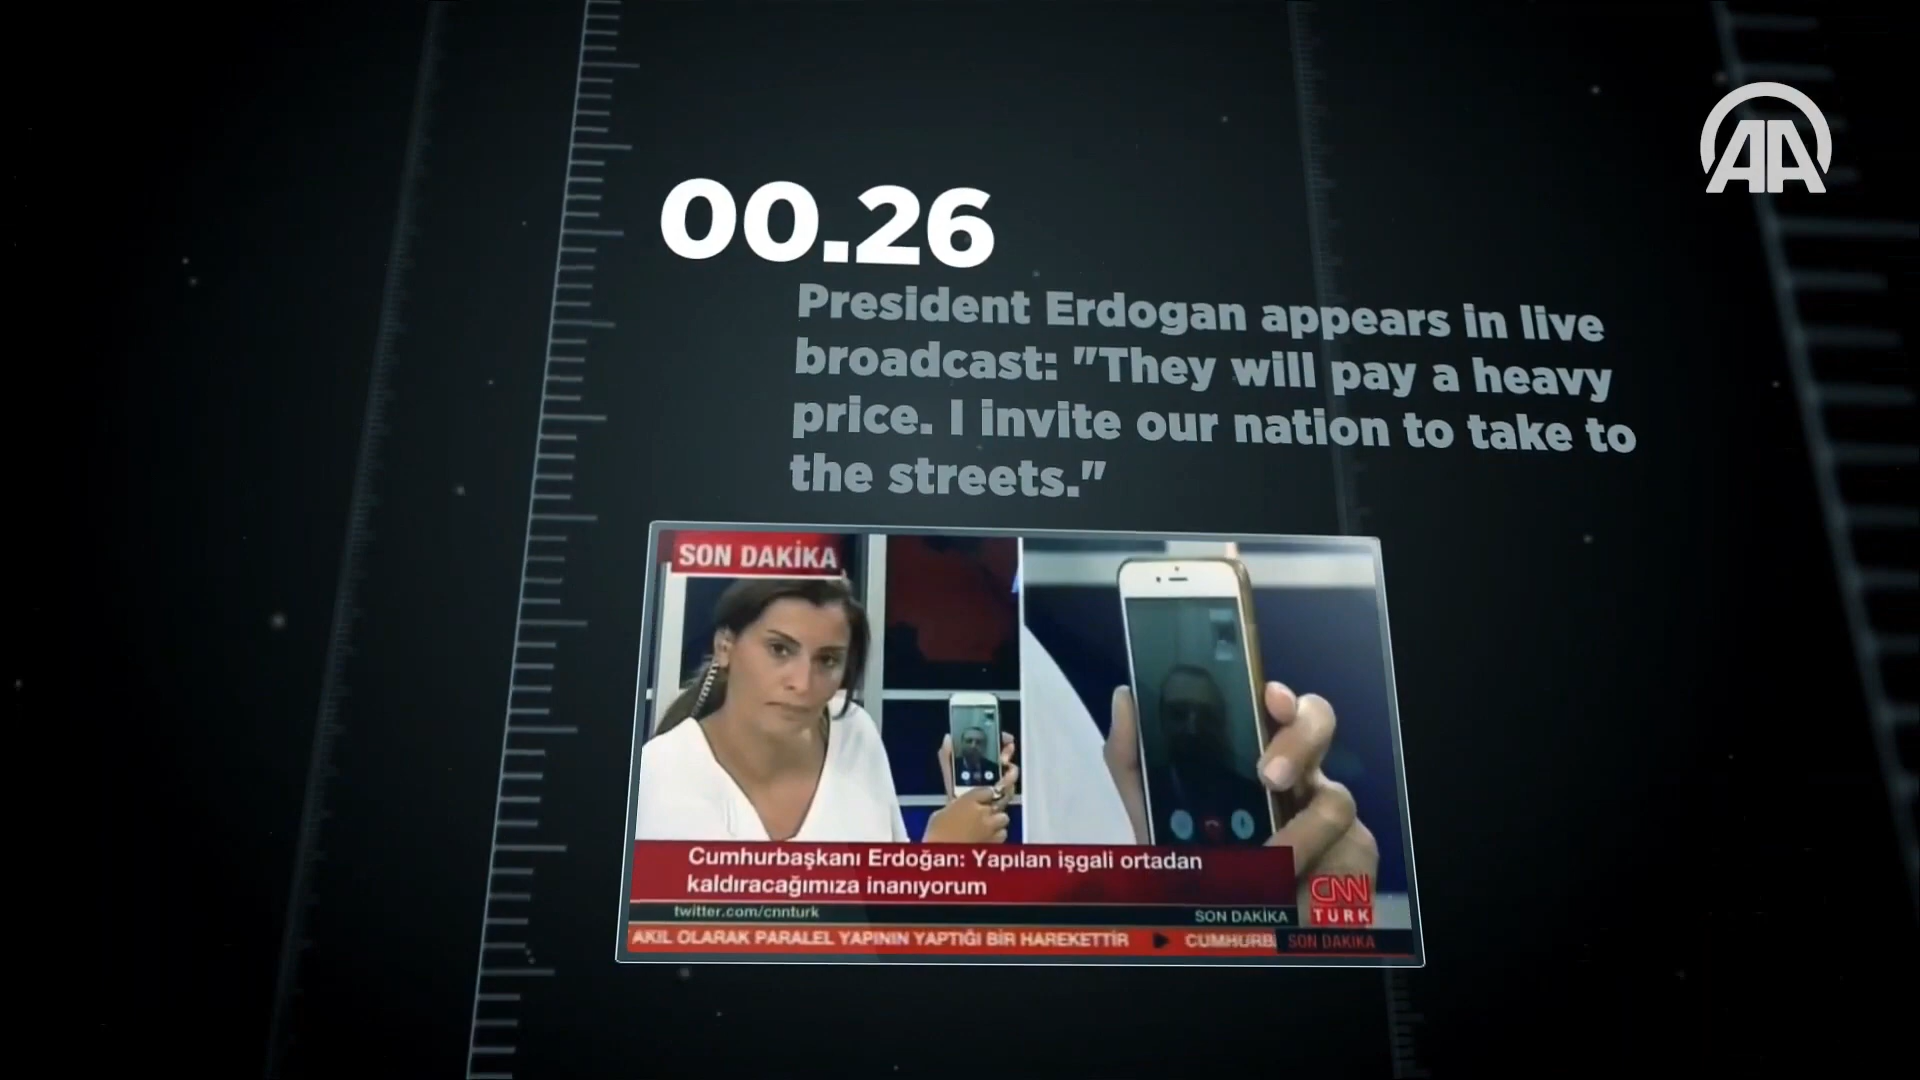 AA
00.26
President Erdogan appears in live
broadcast: "They will pay a heavy
price. I invite our nation to take to
the streets."
SON DAKİKA
Cumhurbaşkanı Erdoğan: Yapılan işgali ortadan
kaldıracağımıza inanıyorum
CNN
TURK
twitter.com/cnnturk
SON DAKİKA
AKIL OLARAK PARALEL YAPININ YAPTIĞI BİR HAREKETTİR CUMHURB
SON DAKİKA